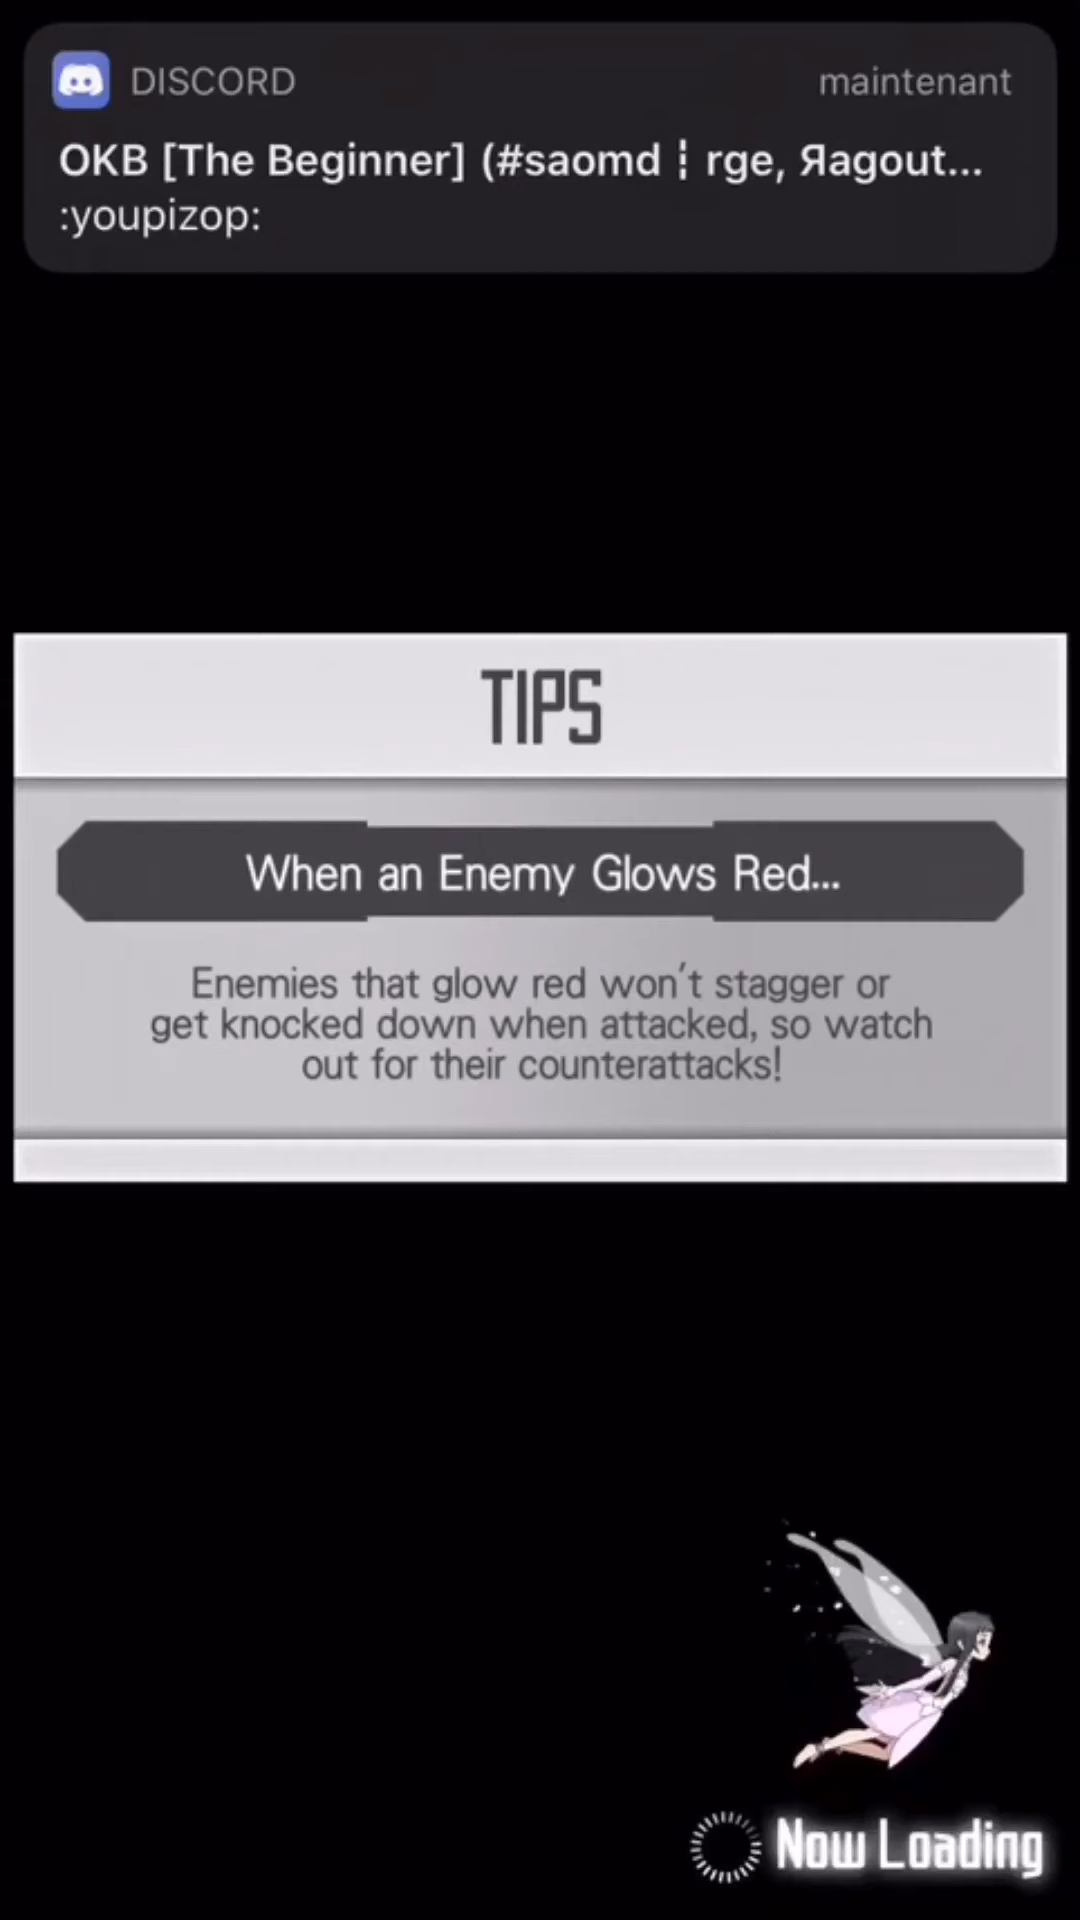 DISCORD
maintenant
OKB [The Beginner] (#saomd ┋ rge, Яagout...
:youpizop:
TIPS
When an Enemy Glows Red...
Enemies that glow red won't stagger or
get knocked down when attacked, so watch
out for their counterattacks!
Now Loading